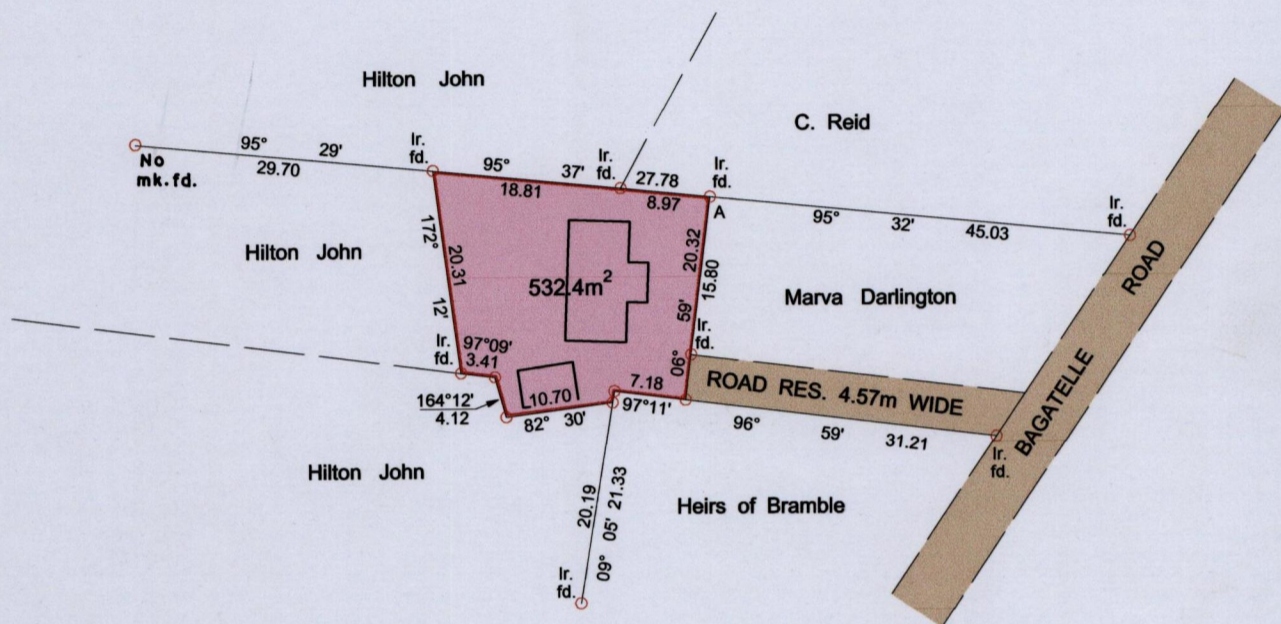 Hilton John
C. Reid
95° 29'
29.70
No
mk.fd.
Ir.
fd.
95° 37'
18.81
Ir.
fd.
27.78
8.97
Ir.
fd.
A
95° 32' 45.03
Ir.
fd.
Hilton John
172° 12'
20.31
532.4m²
20.32
15.80
06° 59'
Marva Darlington
BAGATELLE ROAD
Ir.
fd.
97°09'
3.41
Ir.
fd.
164°12'
4.12
10.70
82° 30'
7.18
97°11'
ROAD RES. 4.57m WIDE
96° 59' 31.21
Ir.
fd.
Hilton John
20.19
09° 05' 21.33
Heirs of Bramble
Ir.
fd.